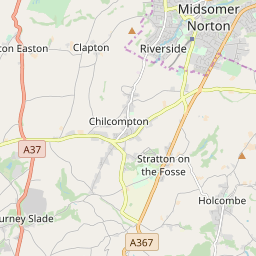 Midsomer
Norton
Clapton
Riverside
ton Easton
Chilcompton
A37
Stratton on
the Fosse
Holcombe
urney Slade
A367